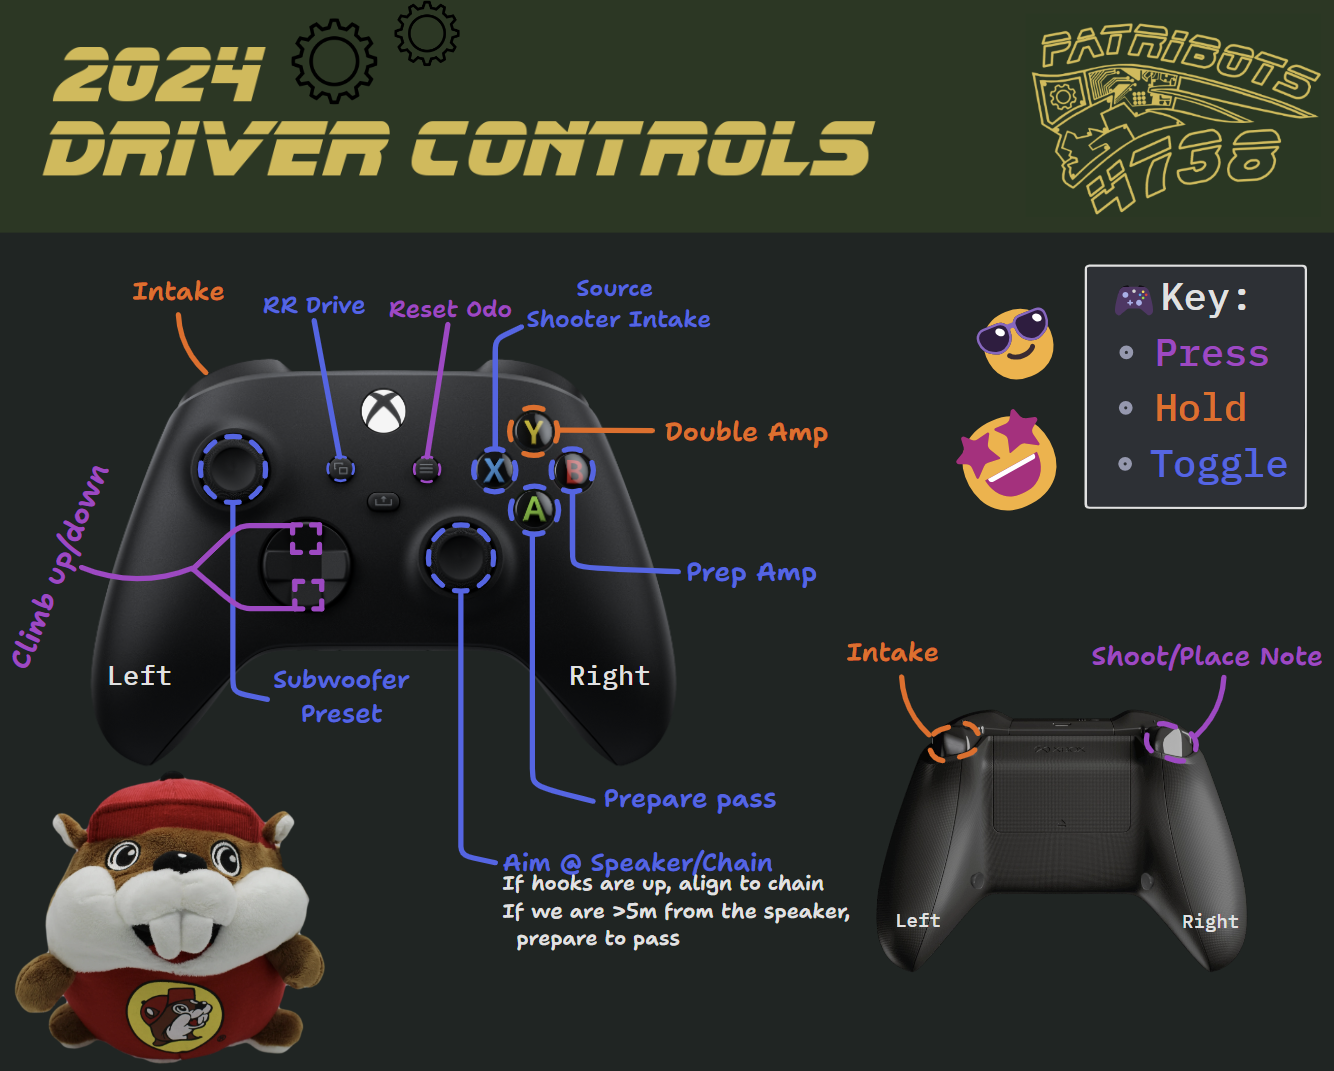 2024
DRIVER CONTROLS
PATRIBOTS
4738
Intake
RR Drive
Reset Odo
Source
Shooter Intake
Key:
Press
Hold
Toggle
Y
X
B
A
Double Amp
Climb up/down
Prep Amp
Left
Right
Subwoofer
Preset
Intake
Shoot/Place Note
Prepare pass
Aim @ Speaker/Chain
If hooks are up, align to chain
If we are >5m from the speaker,
prepare to pass
Left
Right